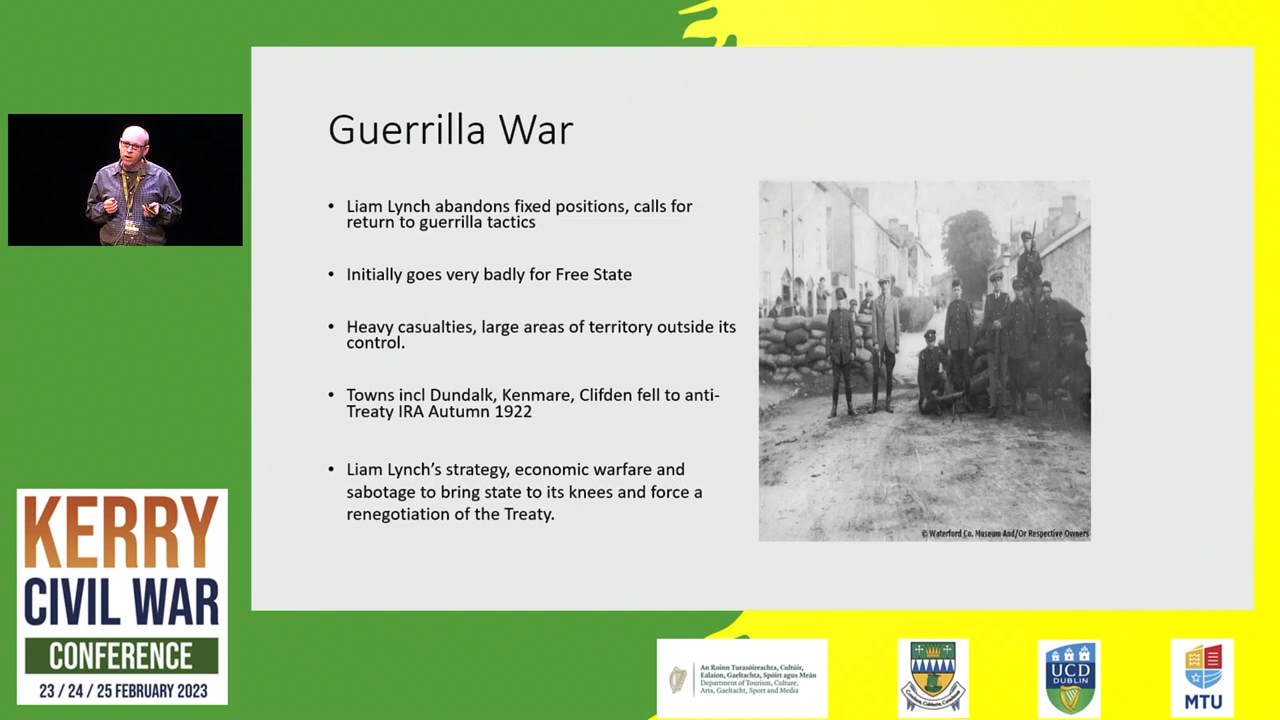 Guerrilla War
• Liam Lynch abandons fixed positions, calls for
return to guerrilla tactics
• Initially goes very badly for Free State
• Heavy casualties, large areas of territory outside its
control.
• Towns incl Dundalk, Kenmare, Clifden fell to anti-
Treaty IRA Autumn 1922
• Liam Lynch’s strategy, economic warfare and
sabotage to bring state to its knees and force a
renegotiation of the Treaty.
© Waterford Co. Museum And/Or Respective Owners
KERRY
CIVIL WAR
CONFERENCE
23 / 24 / 25 FEBRUARY 2023
An Roinn Turasóireachta, Cultúir,
Ealaíon, Gaeltachta, Spóirt agus Meán
Department of Tourism, Culture,
Arts, Gaeltacht, Sport and Media
UCD
DUBLIN
MTU